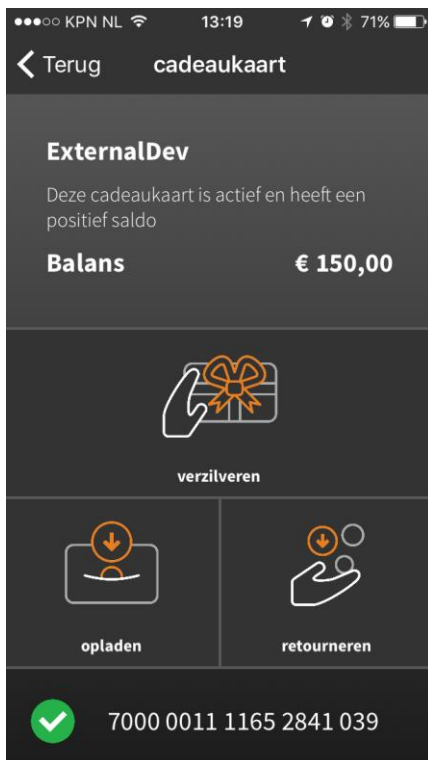 KPN NL 13:19 71%
Terug cadeaukaart
ExternalDev
Deze cadeaukaart is actief en heeft een
positief saldo
Balans € 150,00
verzilveren
opladen retourneren
7000 0011 1165 2841 039